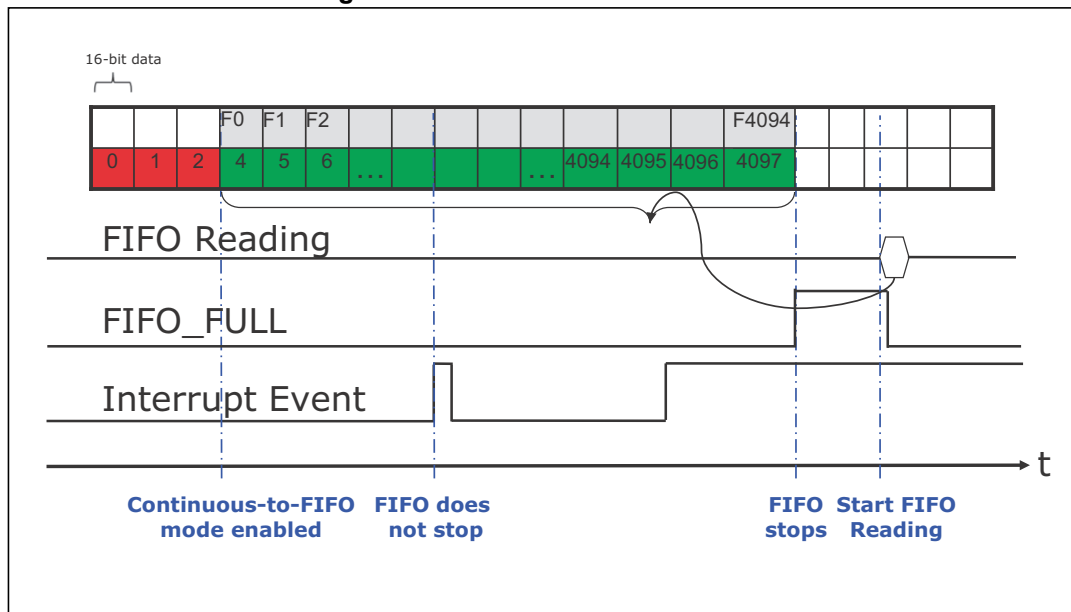 16-bit data
F0 F1 F2 F4094
0 1 2 4 5 6 ... ... 4094 4095 4096 4097
FIFO Reading
FIFO_FULL
Interrupt Event
t
Continuous-to-FIFO FIFO does FIFO Start FIFO
mode enabled not stop stops Reading